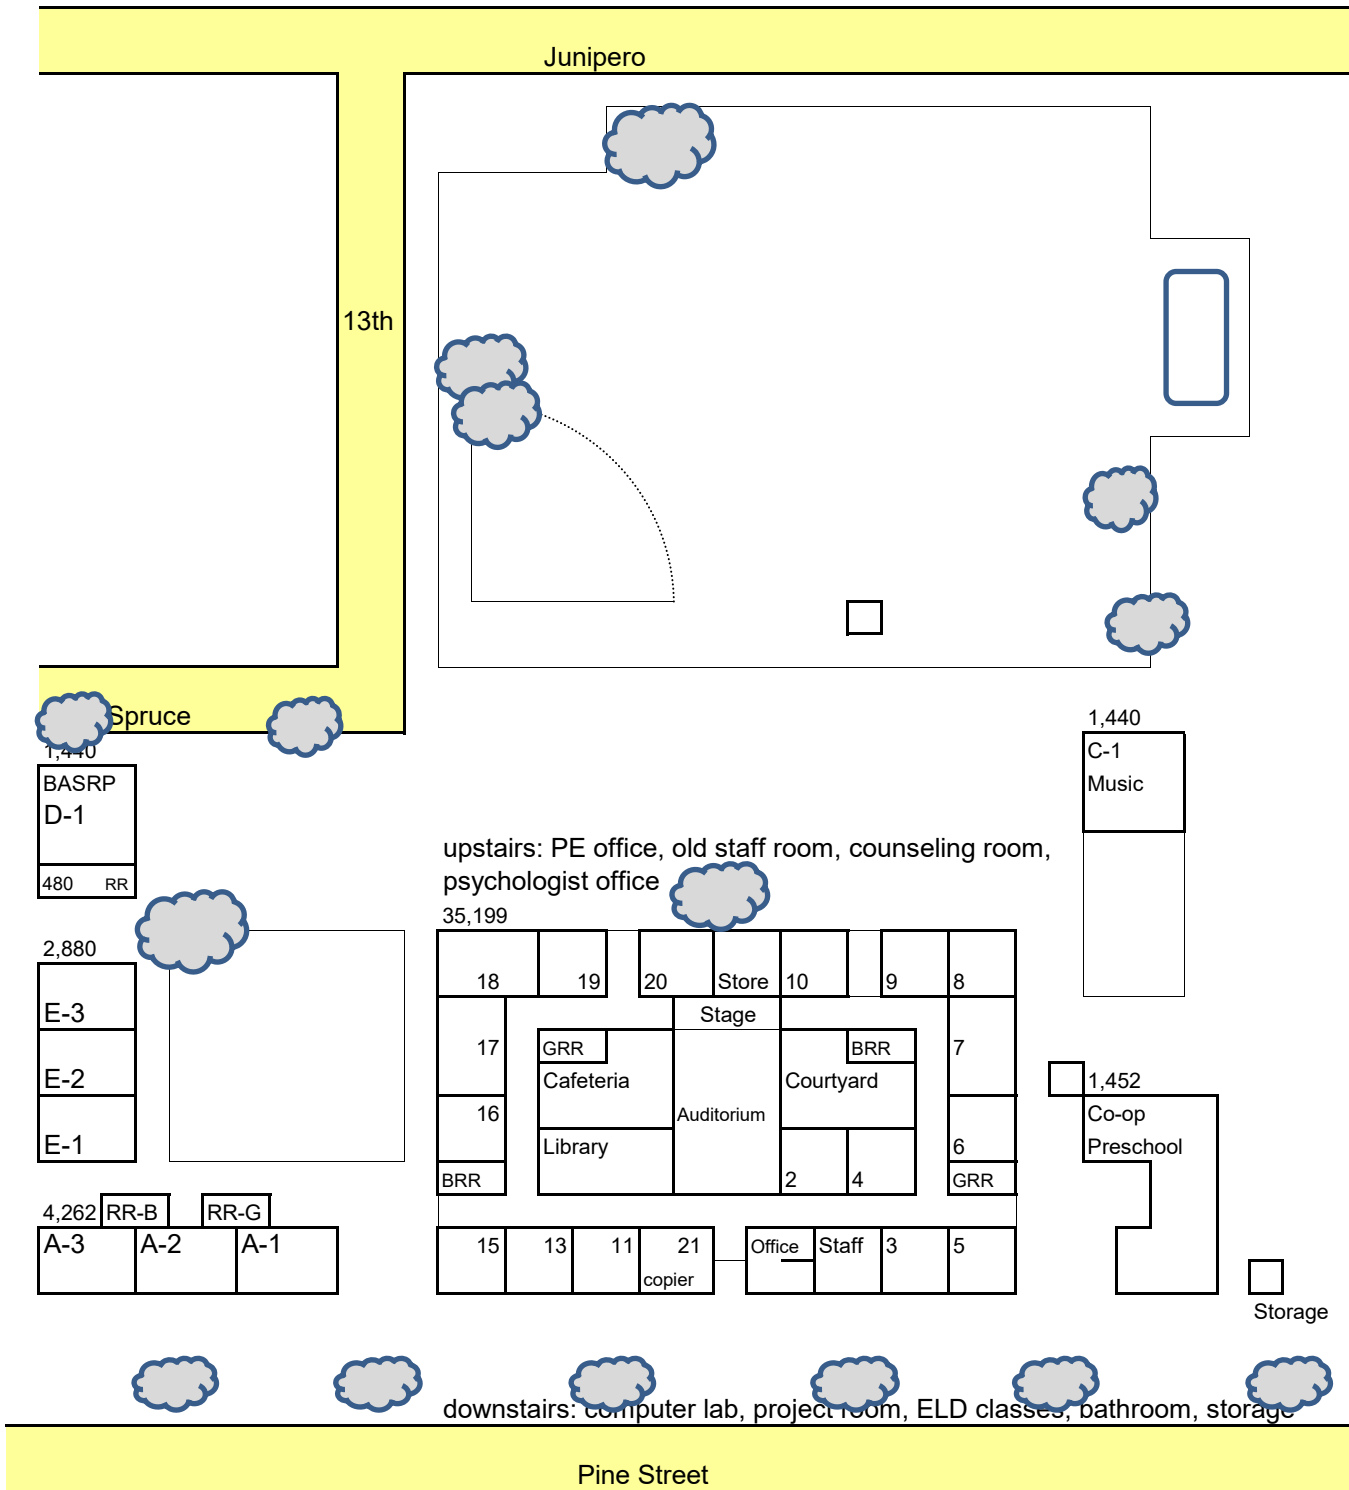 Junipero
13th
Spruce
1,440
1,440
BASRP
D-1
C-1
Music
upstairs: PE office, old staff room, counseling room,
psychologist office
480 RR
35,199
2,880
18 19 20 Store 10 9 8
E-3
Stage
17 GRR BRR 7
E-2
Cafeteria Courtyard 1,452
16 Auditorium Co-op
E-1
Library 6 Preschool
BRR 2 4 GRR
4,262 RR-B RR-G
A-3 A-2 A-1
15 13 11 21 Office Staff 3 5
copier
Storage
downstairs: computer lab, project room, ELD classes, bathroom, storage
Pine Street